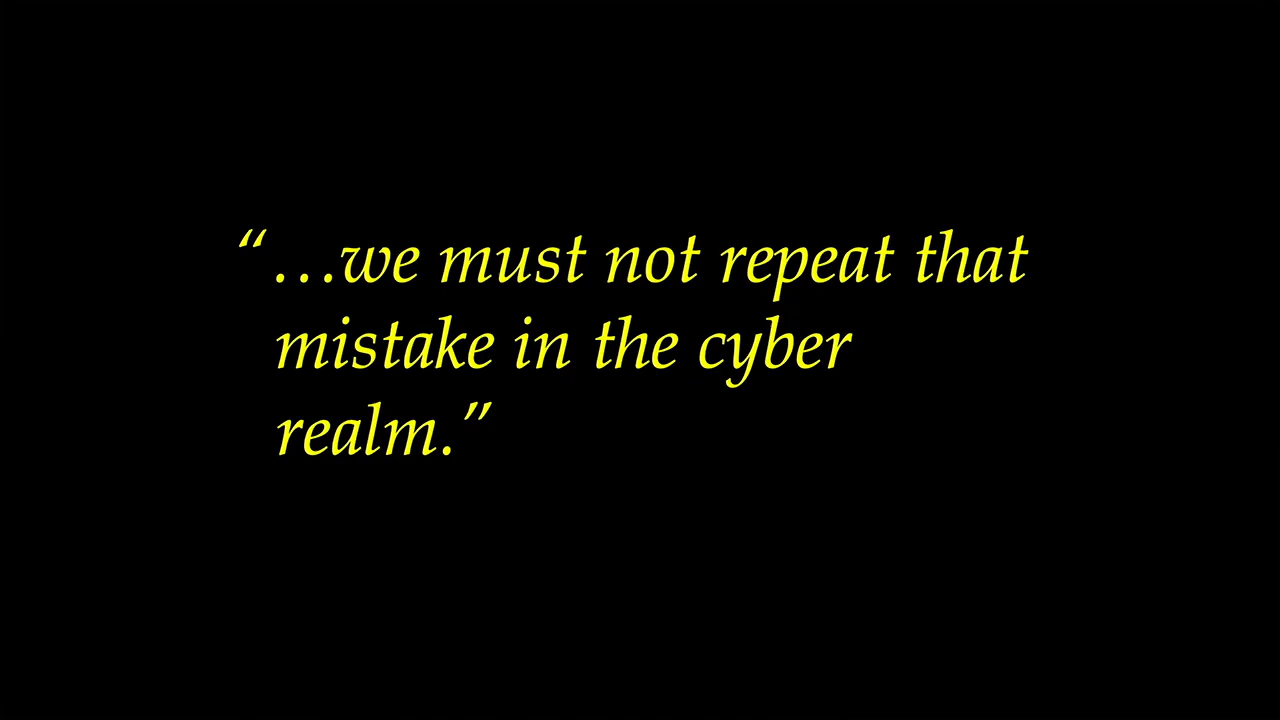 “…we must not repeat that
mistake in the cyber
realm.”